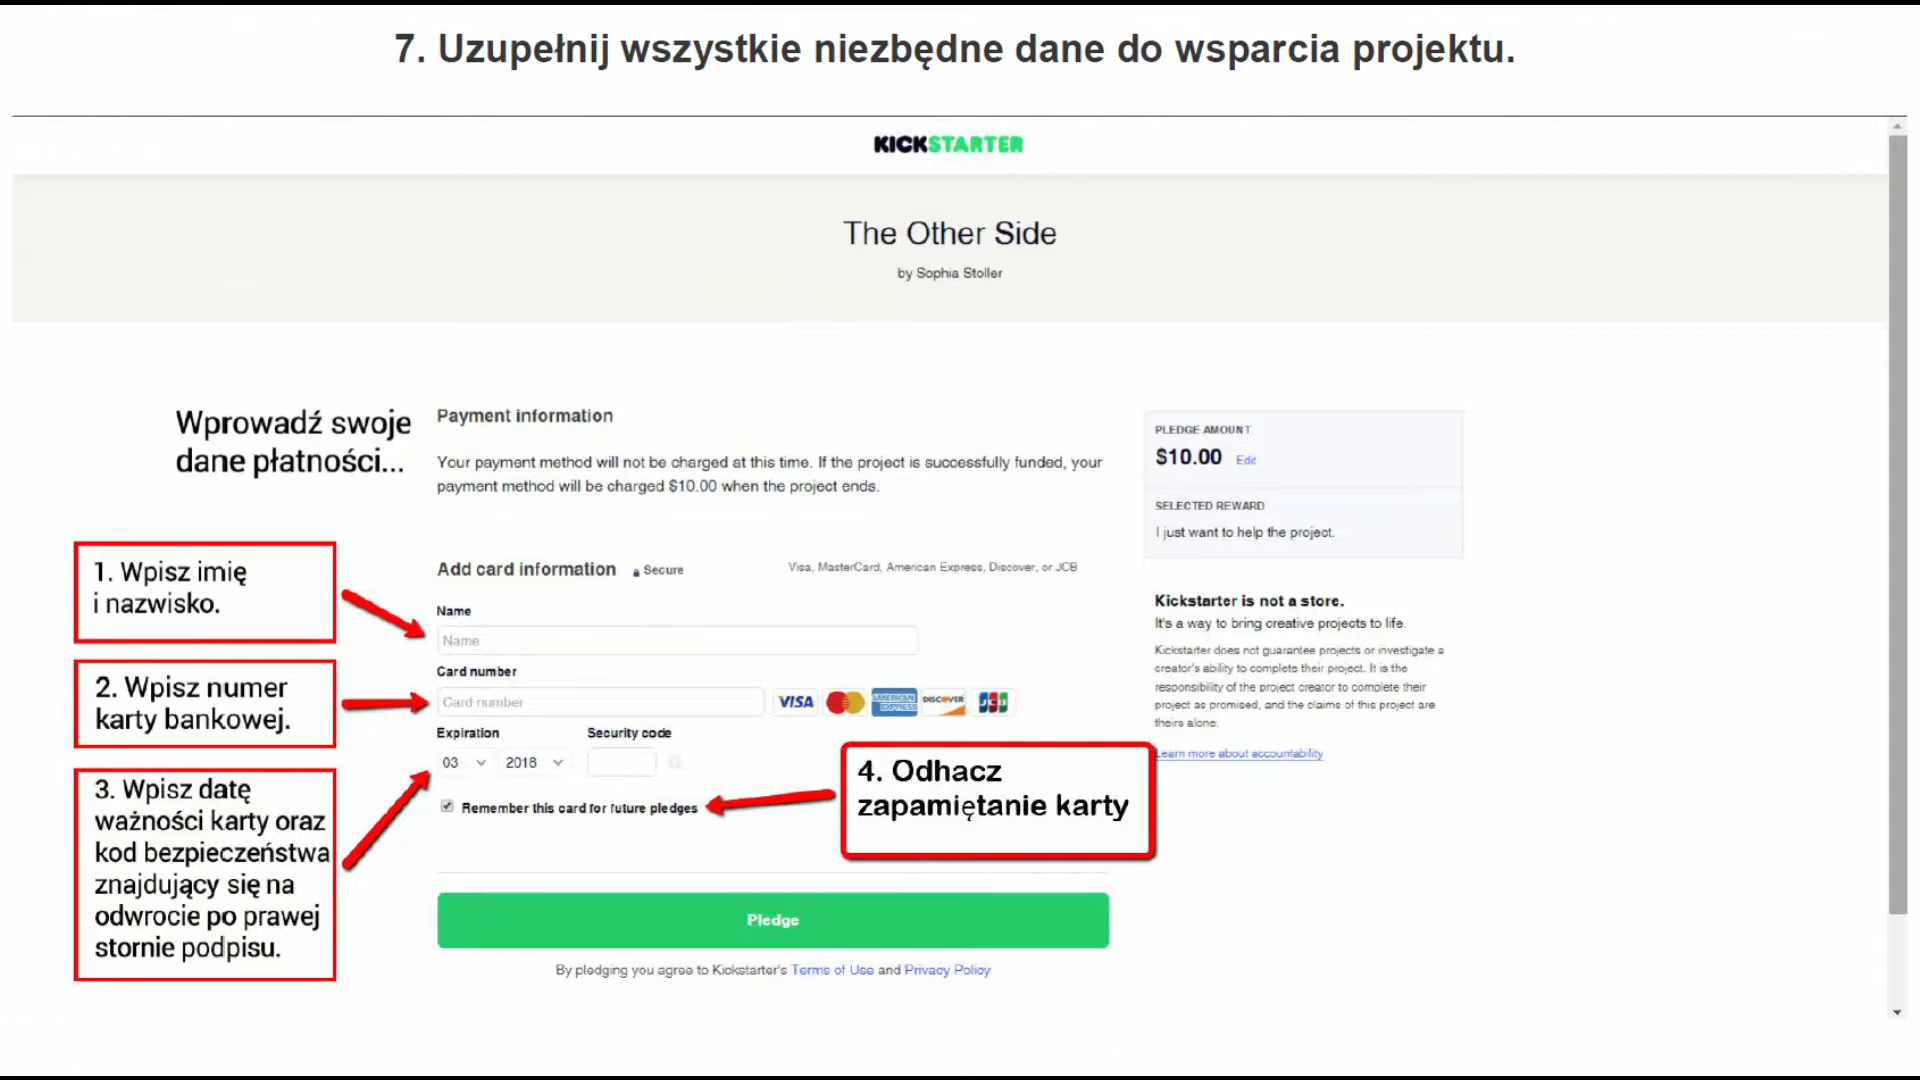 7. Uzupełnij wszystkie niezbędne dane do wsparcia projektu.
KICKSTARTER
The Other Side
by Sophia Stoller
Wprowadź swoje
dane płatności...
Payment information
Your payment method will not be charged at this time. If the project is successfully funded, your
payment method will be charged $10.00 when the project ends.
PLEDGE AMOUNT
$10.00 Edit
SELECTED REWARD
I just want to help the project.
1. Wpisz imię
i nazwisko.
2. Wpisz numer
karty bankowej.
3. Wpisz datę
ważności karty oraz
kod bezpieczeństwa
znajdujący się na
odwrocie po prawej
stornie podpisu.
Add card information Secure
Visa, MasterCard, American Express, Discover, or JCB
Name
Name
Card number
Card number
VISA
AMERICAN EXPRESS
DISCOVER
JCB
Expiration Security code
03 2018
Remember this card for future pledges
4. Odhacz
zapamiętanie karty
Kickstarter is not a store.
It's a way to bring creative projects to life.
Kickstarter does not guarantee projects or investigate a
creator's ability to complete their project. It is the
responsibility of the project creator to complete their
project as promised, and the claims of this project are
theirs alone.
Learn more about accountability
Pledge
By pledging you agree to Kickstarter's Terms of Use and Privacy Policy